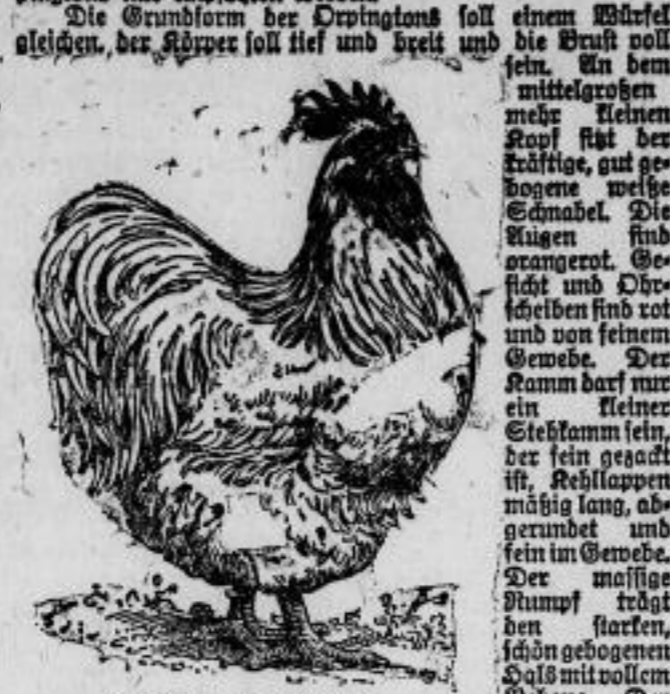 Die Grundform der Orpingtons soll einem Würfel
gleichen, der Körper soll tief und breit und die Brust voll
sein. An dem
mittelgroßen
mehr kleinen
Kopf sitzt der
kräftige, gut ge-
bogene weiße
Schnabel. Die
Augen sind
orangerot. Ge-
sicht und Ohr-
scheiben sind rot
und von feinem
Gewebe. Der
Kamm darf nur
ein kleiner
Stehkamm sein,
der fein gezackt
ist, Kehllappen
mäßig lang, ab-
gerundet und
fein im Gewebe.
Der massige
Rumpf trägt
den starken,
schön gebogenen
Hals mit vollem